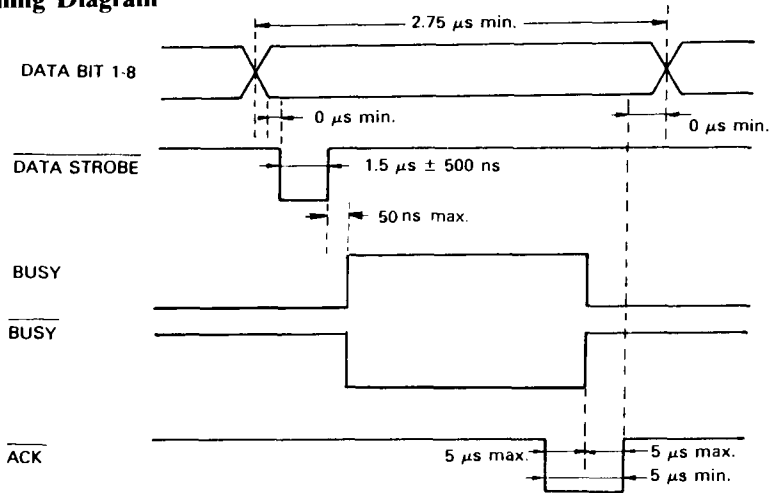 Diagram
2.75 μs min.
DATA BIT 1-8
0 μs min.
0 μs min.
DATA STROBE
1.5 μs ± 500 ns
50 ns max.
BUSY
BUSY
ACK
5 μs max.
5 μs max.
5 μs min.